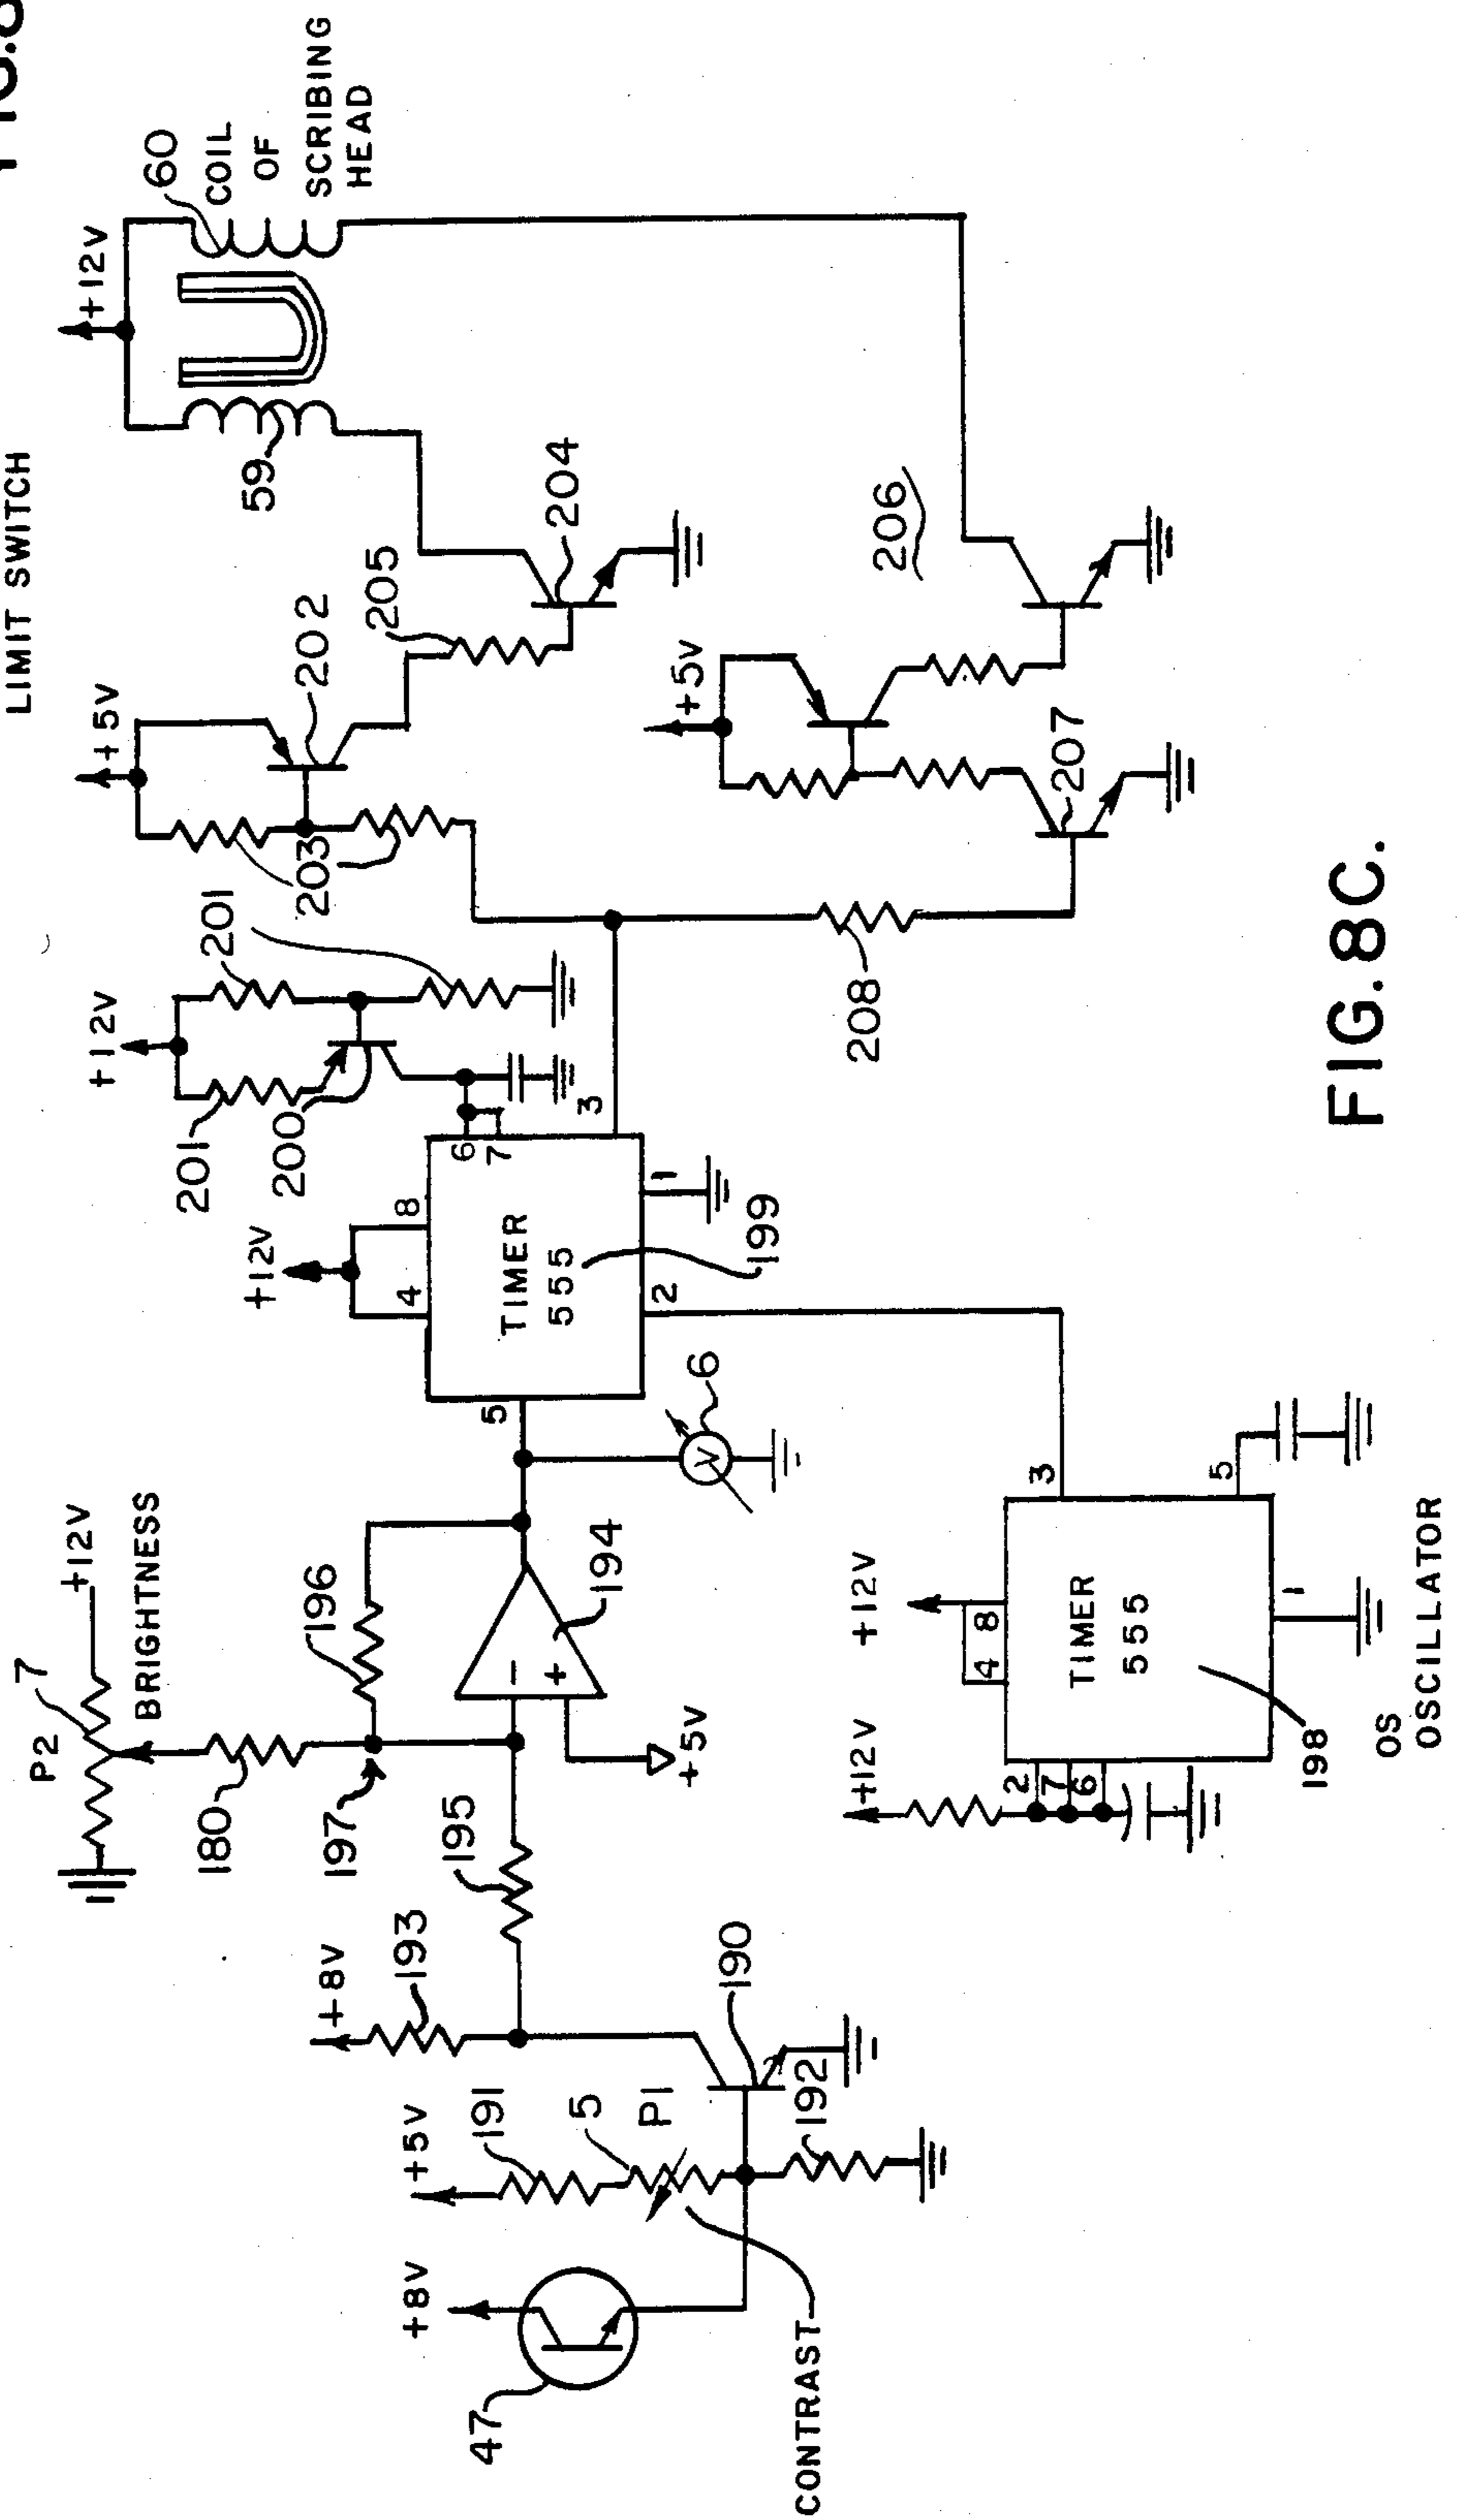 LIMIT SWITCH
P2
7
+12V
BRIGHTNESS
180
196
197
195
+8V
193
+5V
191
5
P1
+8V
47
CONTRAST
192
190
-
+
194
+5V
V
6
+12V
4
8
5
TIMER
555
6
7
3
2
1
199
+12V
201
200
201
+5V
203
202
205
204
59
+12V
60
COIL
OF
SCRIBING
HEAD
208
+5V
207
206
+12V
+12V
2
7
6
4
8
3
5
TIMER
555
1
198
OS
OSCILLATOR
FIG.8C.